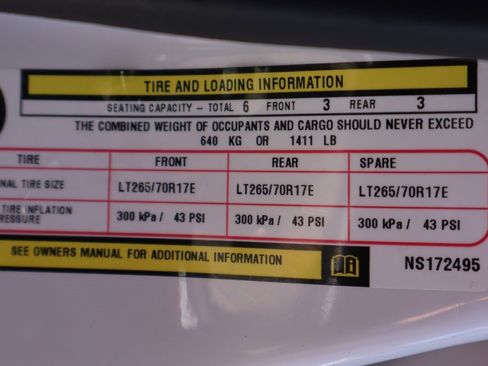 TIRE AND LOADING INFORMATION
SEATING CAPACITY – TOTAL 6 FRONT 3 REAR 3
THE COMBINED WEIGHT OF OCCUPANTS AND CARGO SHOULD NEVER EXCEED
640 KG OR 1411 LB
TIRE FRONT REAR SPARE
NAL TIRE SIZE LT265/70R17E LT265/70R17E LT265/70R17E
TIRE INFLATION
RESSURE 300 kPa / 43 PSI 300 kPa / 43 PSI 300 kPa / 43 PSI
SEE OWNERS MANUAL FOR ADDITIONAL INFORMATION NS172495